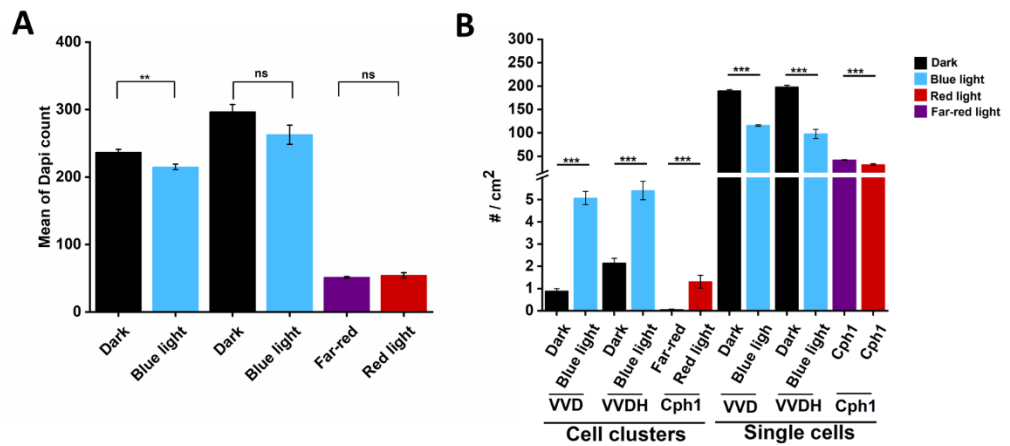 A
Mean of Dapi count
400
300
200
100
0
**
ns
ns
Dark
Blue light
Dark
Blue light
Far-red
Red light
B
# / cm2
300
250
200
150
100
50
5
4
3
2
1
0
***
***
***
***
***
***
Dark
Blue light
Dark
Blue light
Far-red
Red light
Dark
Blue ligh
Dark
Blue light
Cph1
Cph1
VVD
VVDH
Cph1
VVD
VVDH
Cph1
Cell clusters
Single cells
Dark
Blue light
Red light
Far-red light